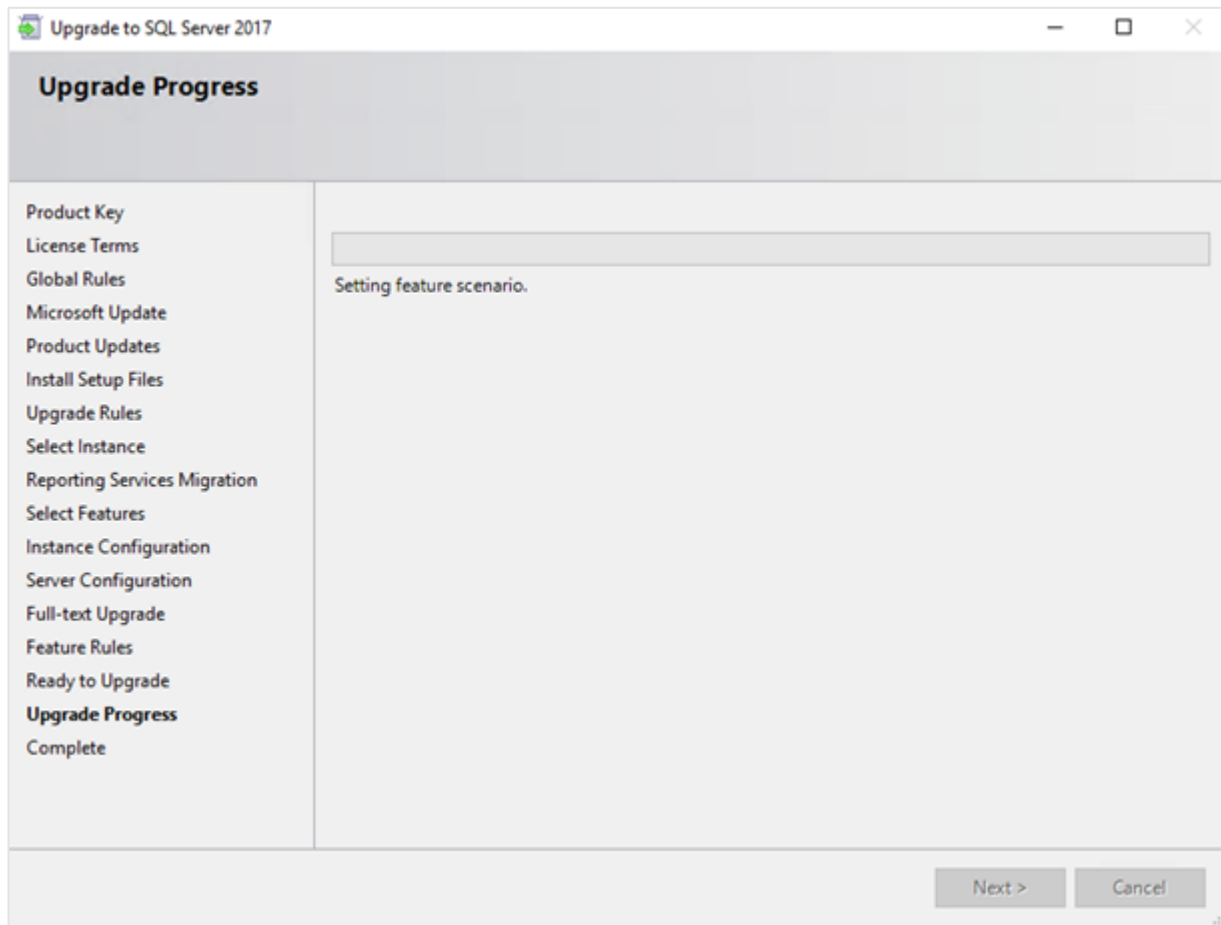 Upgrade to SQL Server 2017
Upgrade Progress
Product Key
License Terms
Global Rules
Microsoft Update
Product Updates
Install Setup Files
Upgrade Rules
Select Instance
Reporting Services Migration
Select Features
Instance Configuration
Server Configuration
Full-text Upgrade
Feature Rules
Ready to Upgrade
Upgrade Progress
Complete
Setting feature scenario.
Next >
Cancel